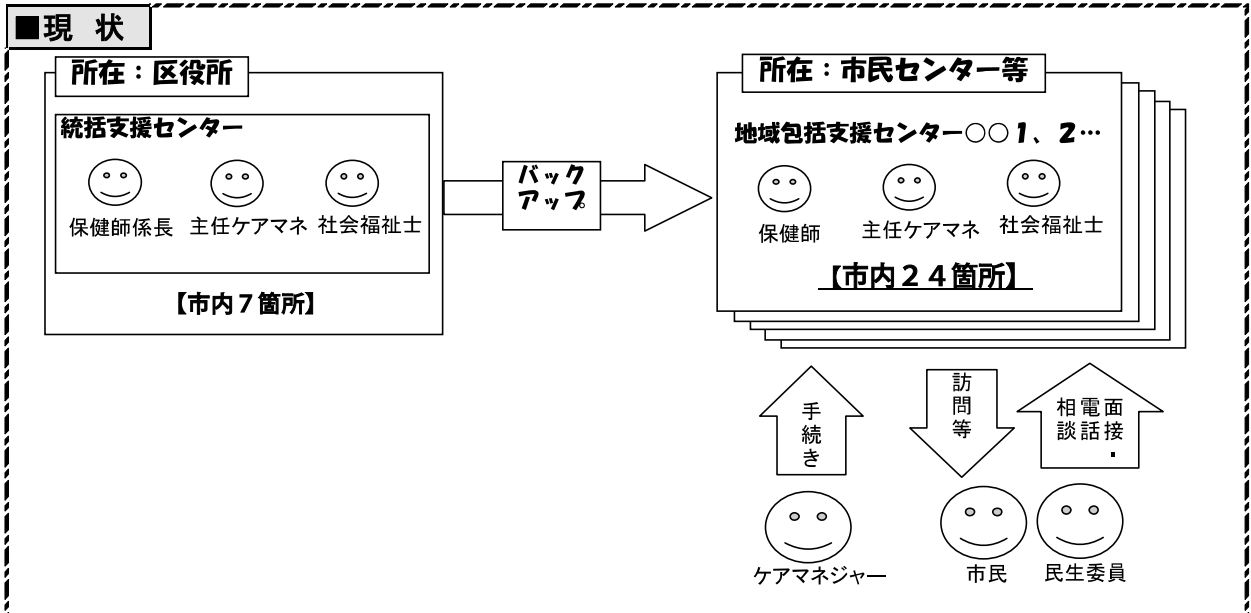 ■現 状
所在：区役所
統括支援センター
保健師係長 主任ケアマネ 社会福祉士
【市内７箇所】
バック
アップ
所在：市民センター等
地域包括支援センター○○１、２…
保健師 主任ケアマネ 社会福祉士
【市内２４箇所】
手続き
訪問等
面接・
電話
相談
ケアマネジャー
市民
民生委員